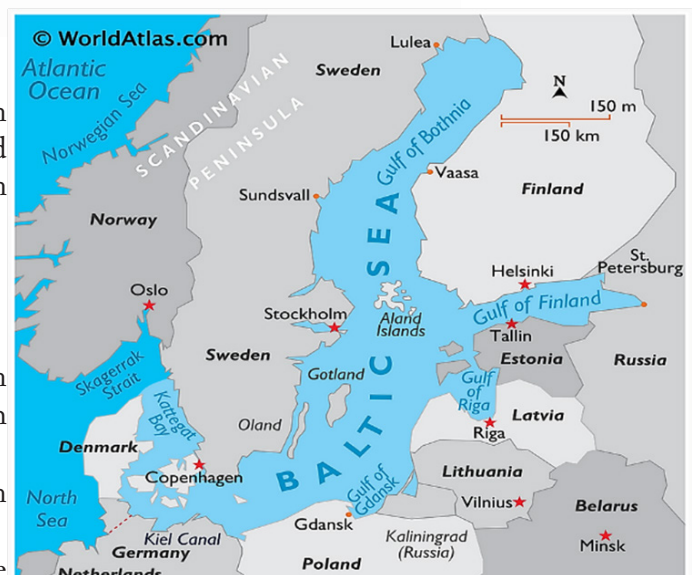 © WorldAtlas.com
Lulea
Atlantic
Ocean
Sweden
N
Norwegian Sea
SCANDINAVIAN
PENINSULA
150 m
150 km
Gulf of Bothnia
Vaasa
Sundsvall
Finland
Norway
St.
Petersburg
Helsinki
Oslo
Gulf of Finland
Stockholm
Aland
Islands
Tallin
Estonia
Russia
Skagerrak
Strait
Sweden
Gotland
Gulf
of
Riga
Kattegat
Bay
Latvia
Oland
Riga
BALTIC SEA
Denmark
Copenhagen
Lithuania
Gulf of
Gdansk
North
Sea
Vilnius
Belarus
Gdansk
Kiel Canal
Kaliningrad
(Russia)
Minsk
Germany
Poland
Netherlands